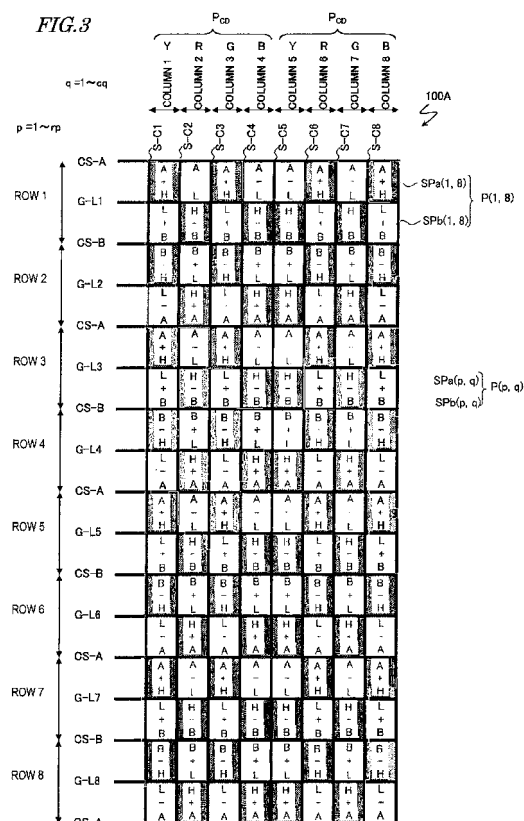 FIG.3
P_CD P_CD
Y R G B Y R G B
q=1~cq
COLUMN 1 COLUMN 2 COLUMN 3 COLUMN 4 COLUMN 5 COLUMN 6 COLUMN 7 COLUMN 8
100A
p=1~rp
S-C1 S-C2 S-C3 S-C4 S-C5 S-C6 S-C7 S-C8
CS-A
A A A A A A A A
+ - + - - + - +
H L H L L H L H
SPa(1, 8)
ROW 1
G-L1
P(1, 8)
L H L H H L H L
+ - + - - + - +
B B B B B B B B
SPb(1, 8)
CS-B
B B B B B B B B
- + - + + - + -
H L H L L H L H
ROW 2
G-L2
L H L H H L H L
- + - + + - + -
A A A A A A A A
CS-A
A A A A A A A A
+ - + - - + - +
H L H L L H L H
ROW 3
G-L3
L H L H H L H L
+ - + - - + - +
B B B B B B B B
SPa(p, q)
SPb(p, q)
P(p, q)
CS-B
B B B B B B B B
- + - + + - + -
H L H L L H L H
ROW 4
G-L4
L H L H H L H L
- + - + + - + -
A A A A A A A A
CS-A
A A A A A A A A
+ - + - - + - +
H L H L L H L H
ROW 5
G-L5
L H L H H L H L
+ - + - - + - +
B B B B B B B B
CS-B
B B B B B B B B
- + - + + - + -
H L H L L H L H
ROW 6
G-L6
L H L H H L H L
- + - + + - + -
A A A A A A A A
CS-A
A A A A A A A A
+ - + - - + - +
H L H L L H L H
ROW 7
G-L7
L H L H H L H L
+ - + - - + - +
B B B B B B B B
CS-B
B B B B B B B B
- + - + + - + -
H L H L L H L H
ROW 8
G-L8
L H L H H L H L
- + - + + - + -
A A A A A A A A
CS-A